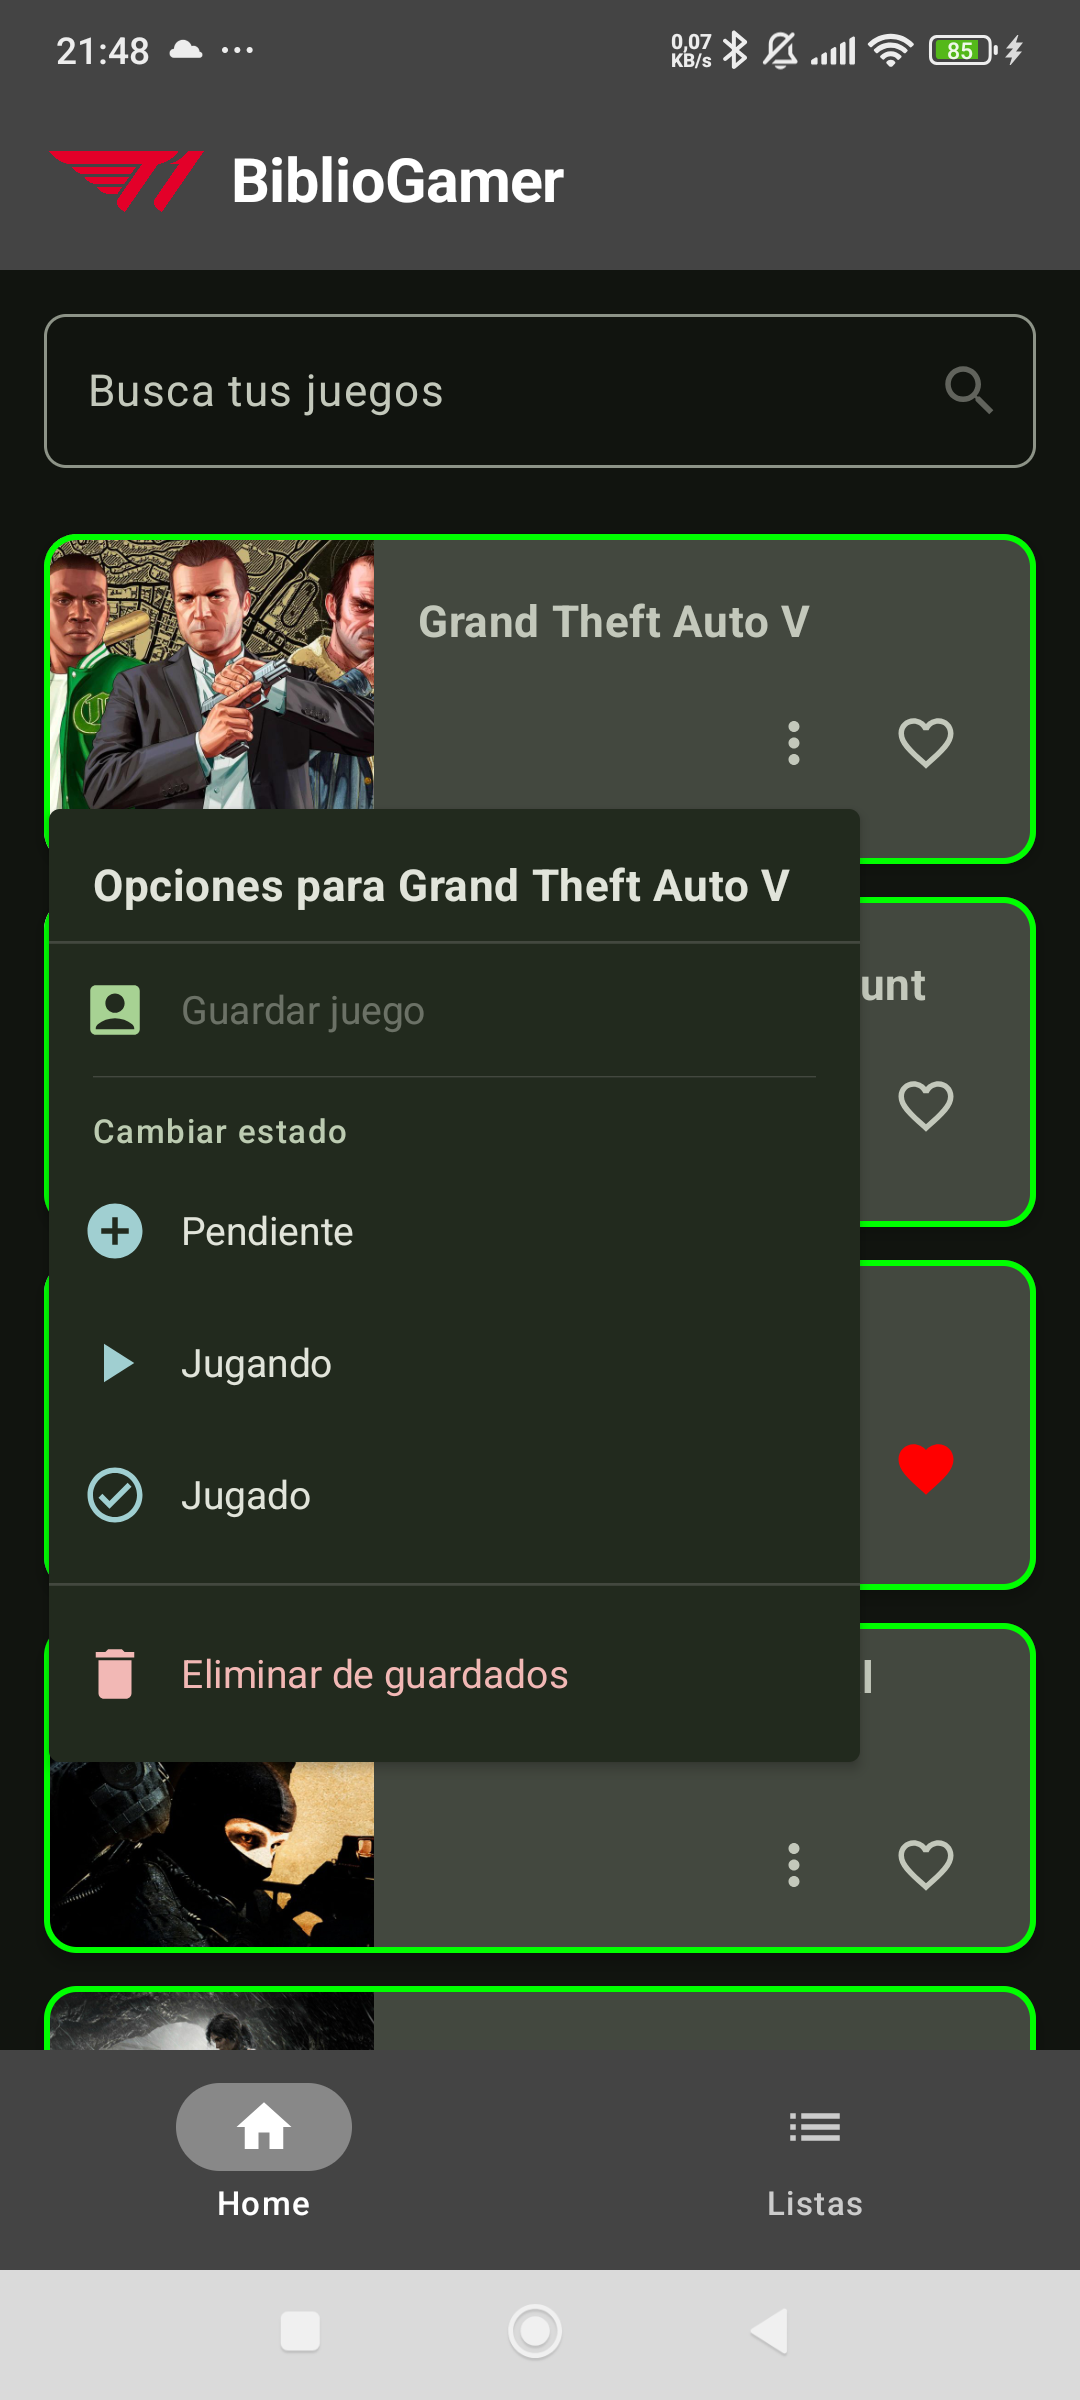 21:48
0,07
KB/s
85
T1
BiblioGamer
Busca tus juegos
Grand Theft Auto V
Opciones para Grand Theft Auto V
unt
Guardar juego
Cambiar estado
Pendiente
Jugando
Jugado
Eliminar de guardados
l
Home
Listas